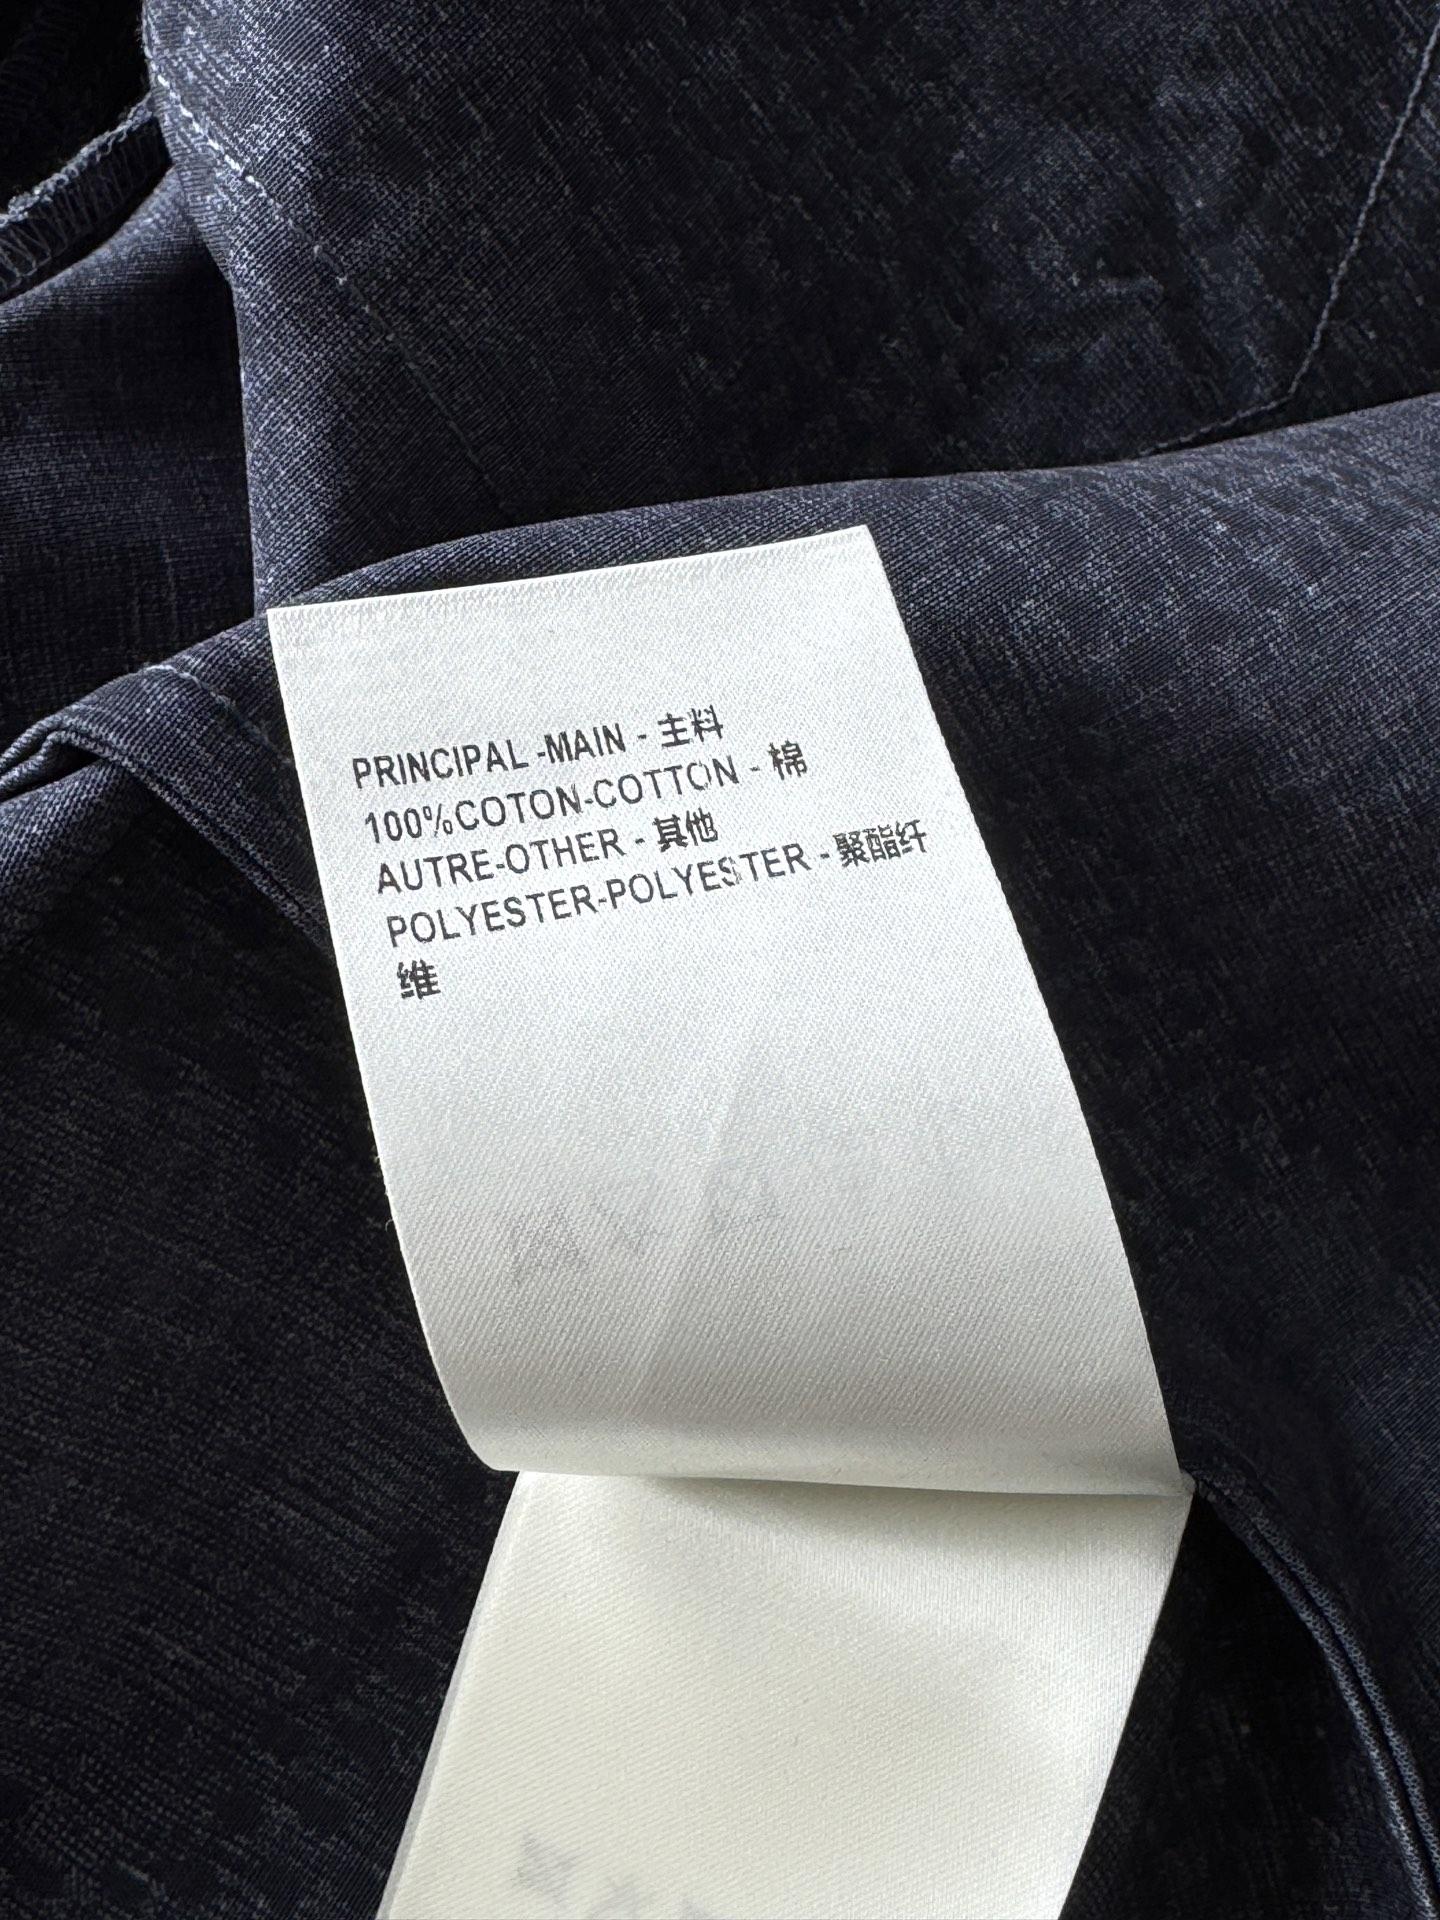 PRINCIPAL -MAIN - 主料
100%COTON-COTTON - 棉
AUTRE-OTHER - 其他
POLYESTER-POLYESTER - 聚酯纤
维